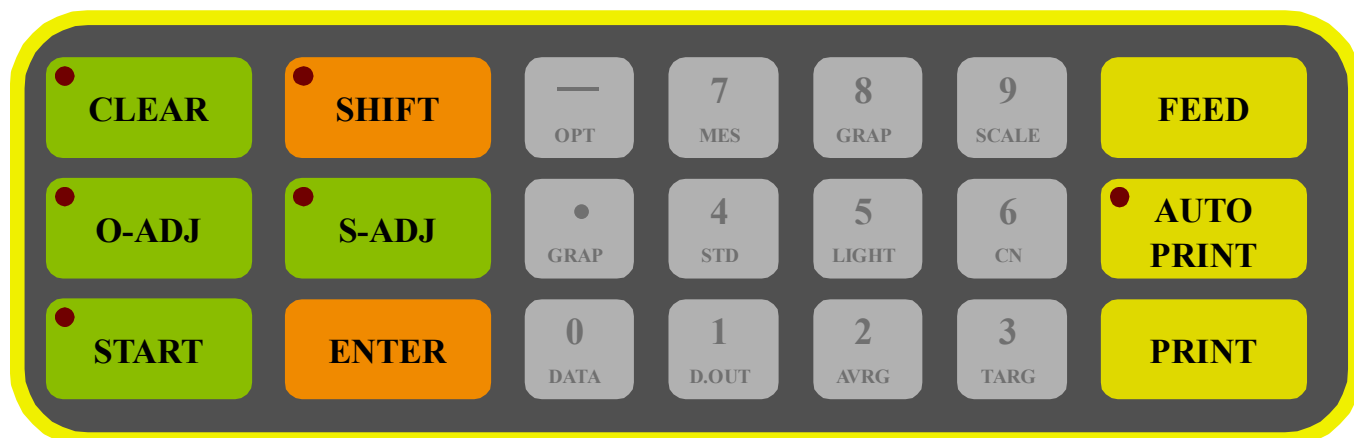 CLEAR
SHIFT
—
OPT
7
MES
8
GRAP
9
SCALE
FEED
O-ADJ
S-ADJ
•
GRAP
4
STD
5
LIGHT
6
CN
AUTO
PRINT
START
ENTER
0
DATA
1
D.OUT
2
AVRG
3
TARG
PRINT